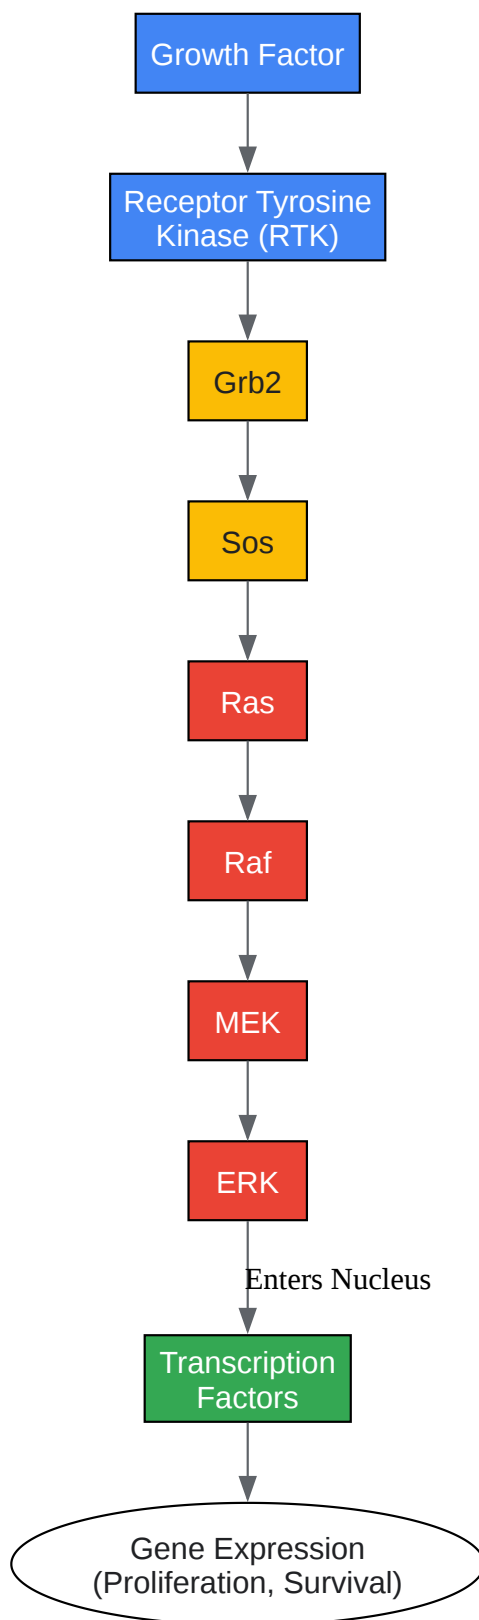 Growth Factor
Receptor Tyrosine
Kinase (RTK)
Grb2
Sos
Ras
Raf
MEK
ERK
Enters Nucleus
Transcription
Factors
Gene Expression
(Proliferation, Survival)